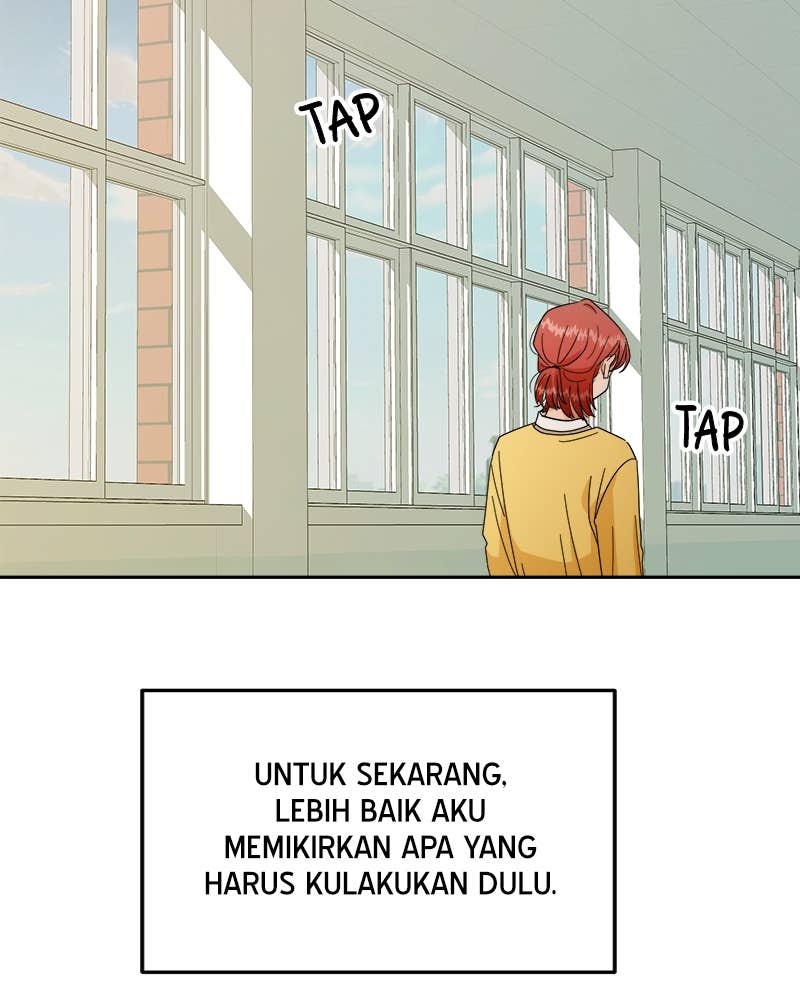 TAP
TAP
UNTUK SEKARANG,
LEBIH BAIK AKU
MEMIKIRKAN APA YANG
HARUS KULAKUKAN DULU.